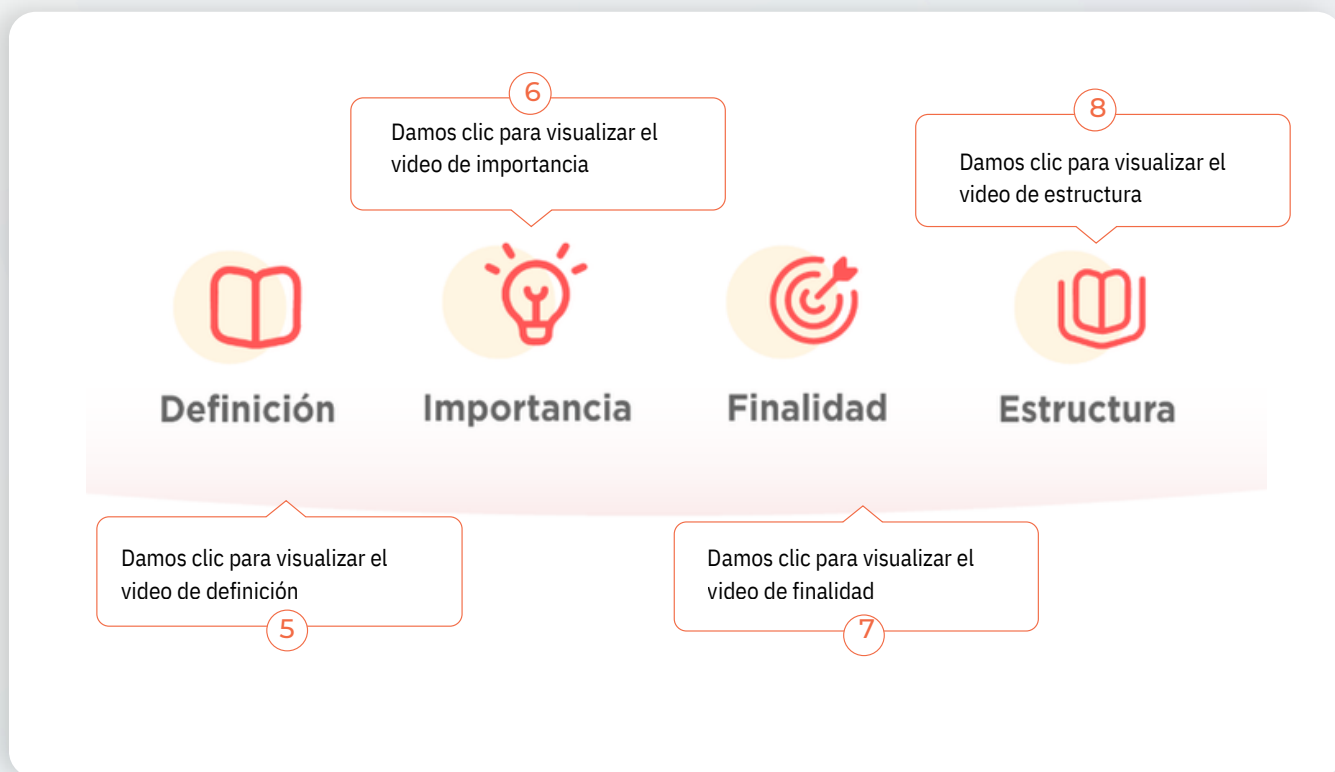 6
Damos clic para visualizar el
video de importancia
8
Damos clic para visualizar el
video de estructura
Definición
Importancia
Finalidad
Estructura
Damos clic para visualizar el
video de definición
5
Damos clic para visualizar el
video de finalidad
7